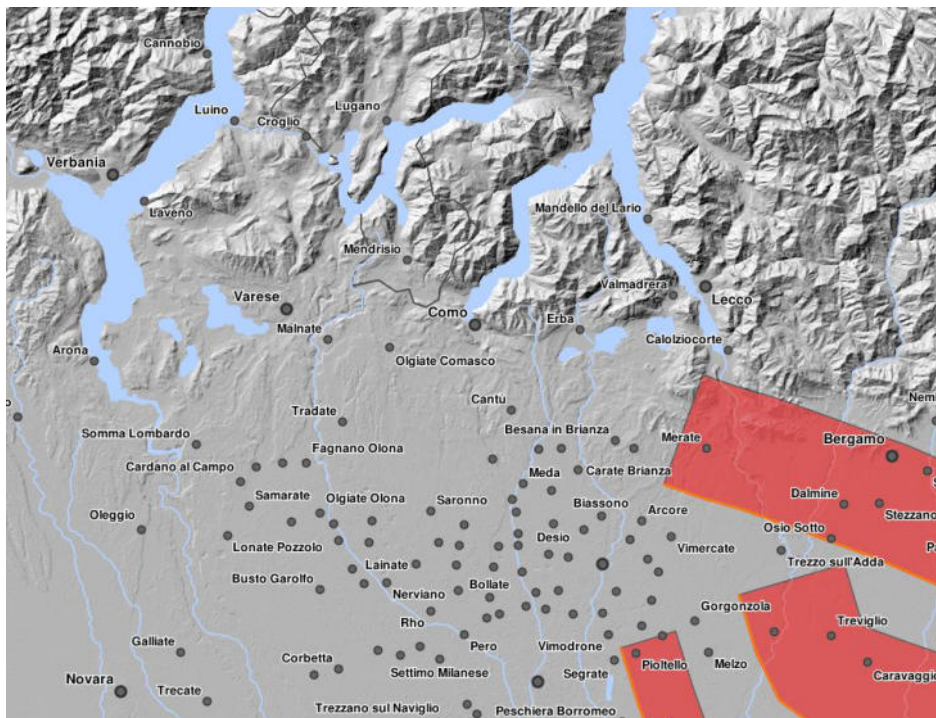 Cannobio
Luino
Croglio
Lugano
Verbania
Laveno
Mandello del Lario
Mendrisio
Varese
Valmadrera
Lecco
Malnate
Como
Erba
Calolziocorte
Arona
Olgiate Comasco
Cantù
Tradate
Somma Lombardo
Besana in Brianza
Merate
Bergamo
Fagnano Olona
Cardano al Campo
Meda
Carate Brianza
Samarate
Olgiate Olona
Saronno
Biassono
Dalmine
Stezzano
Oleggio
Arcore
Osio Sotto
Lonate Pozzolo
Desio
Vimercate
Lainate
Trezzo sull'Adda
Busto Garolfo
Bollate
Nerviano
Gorgonzola
Rho
Treviglio
Galliate
Pero
Vimodrone
Corbetta
Settimo Milanese
Segrate
Pioltello
Melzo
Caravaggio
Novara
Trecate
Trezzano sul Naviglio
Peschiera Borromeo